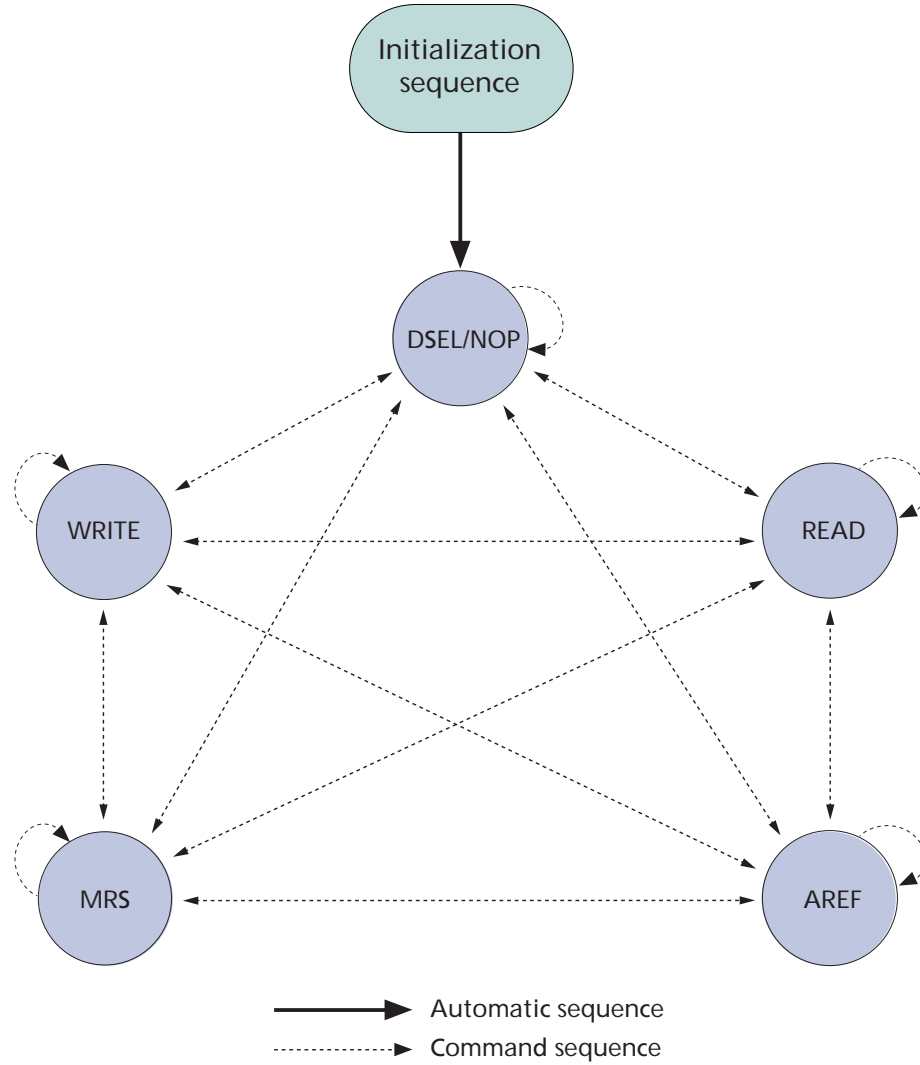 Initialization
sequence
DSEL/NOP
WRITE
READ
MRS
AREF
Automatic sequence
Command sequence